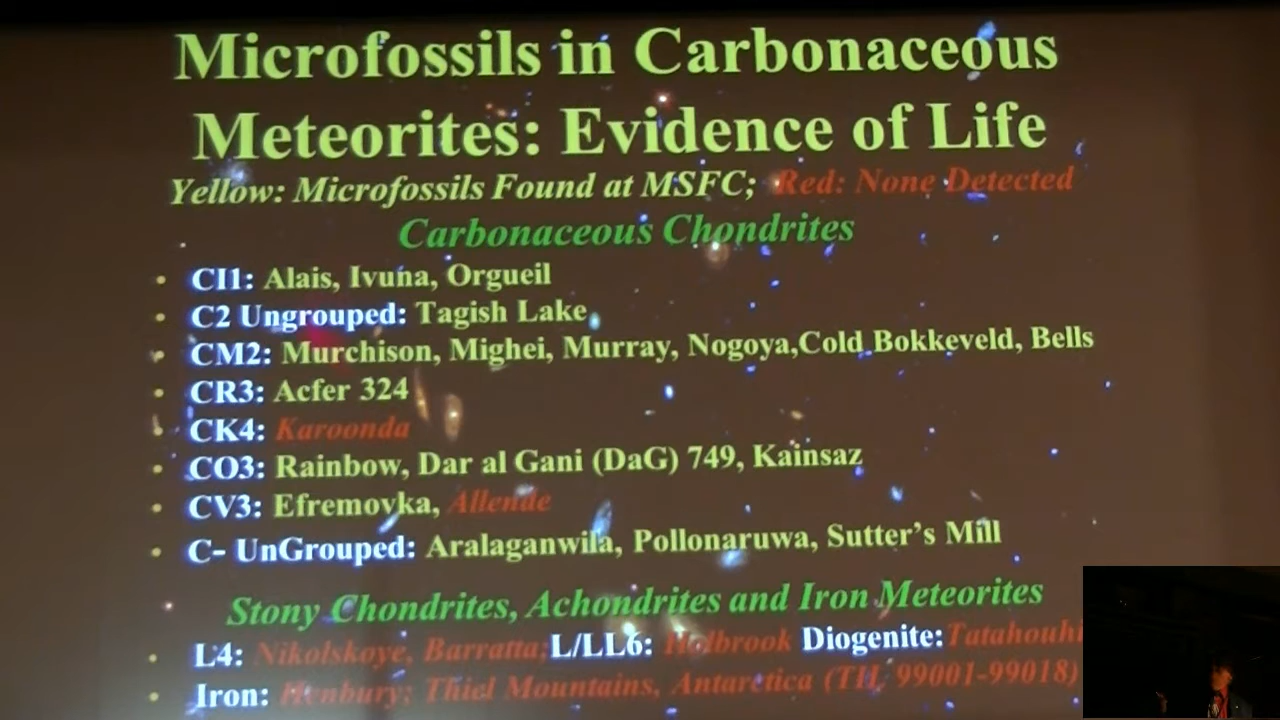 Microfossils in Carbonaceous
Meteorites: Evidence of Life
Yellow: Microfossils Found at MSFC; Red: None Detected
Carbonaceous Chondrites
• CI1: Alais, Ivuna, Orgueil
• C2 Ungrouped: Tagish Lake
• CM2: Murchison, Mighei, Murray, Nogoya,Cold Bokkeveld, Bells
• CR3: Acfer 324
• CK4: Karoonda
• CO3: Rainbow, Dar al Gani (DaG) 749, Kainsaz
• CV3: Efremovka, Allende
• C- UnGrouped: Aralaganwila, Pollonaruwa, Sutter's Mill
Stony Chondrites, Achondrites and Iron Meteorites
• L4: Nikolskoye, Barratta; L/LL6: Holbrook Diogenite: Tatahouhi
• Iron: Henbury; Thiel Mountains, Antarctica (TIL 99001-99018)